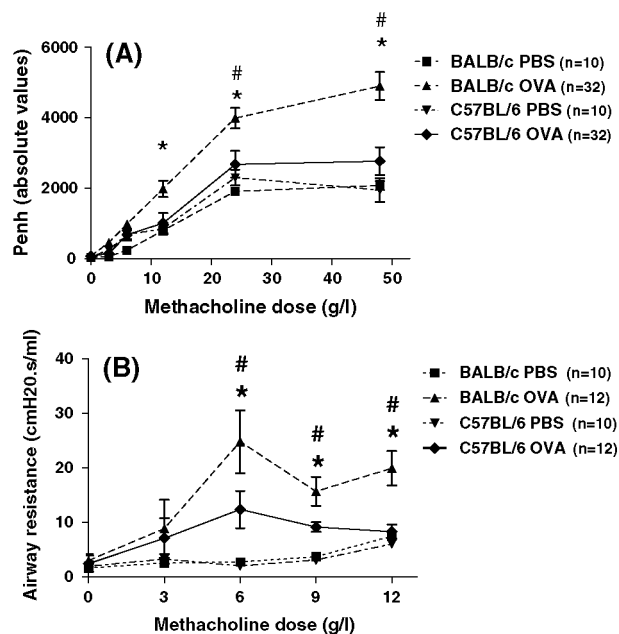 (A)
#
*
#
*
*
6000
4000
2000
0
Penh (absolute values)
0 10 20 30 40 50
Methacholine dose (g/l)
BALB/c PBS (n=10)
BALB/c OVA (n=32)
C57BL/6 PBS (n=10)
C57BL/6 OVA (n=32)
(B)
#
*
#
*
#
*
40
30
20
10
0
Airway resistance (cmH20.s/ml)
0 3 6 9 12
Methacholine dose (g/l)
BALB/c PBS (n=10)
BALB/c OVA (n=12)
C57BL/6 PBS (n=10)
C57BL/6 OVA (n=12)